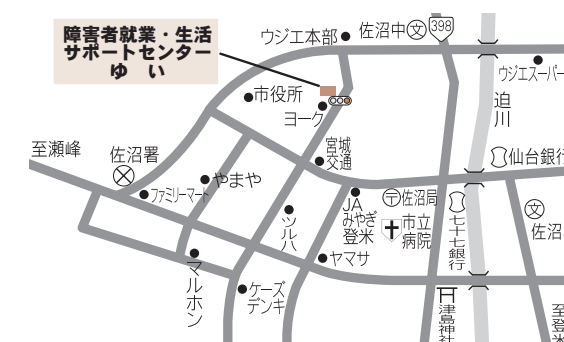 障害者就業・生活
サポートセンター
ゆい
ウジエ本部
佐沼中
文
398
ウジエスーパー
市役所
ヨーク
迫川
至瀬峰
佐沼署
宮城
交通
仙台銀行
ファミリーマート
やまや
JA
みやぎ
登米
〒佐沼局
市立
病院
七十七銀行
文
佐沼
ツルハ
ヤマサ
マルホン
ケーズ
デンキ
津島神社
至登米